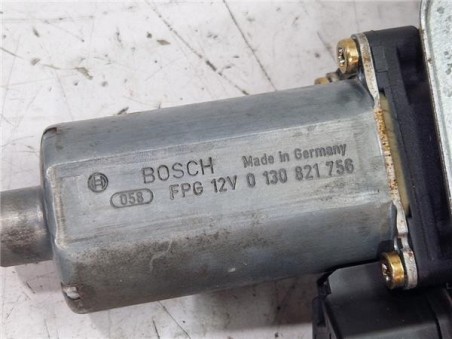 BOSCH Made in Germany
058 FPG 12V 0 130 821 756